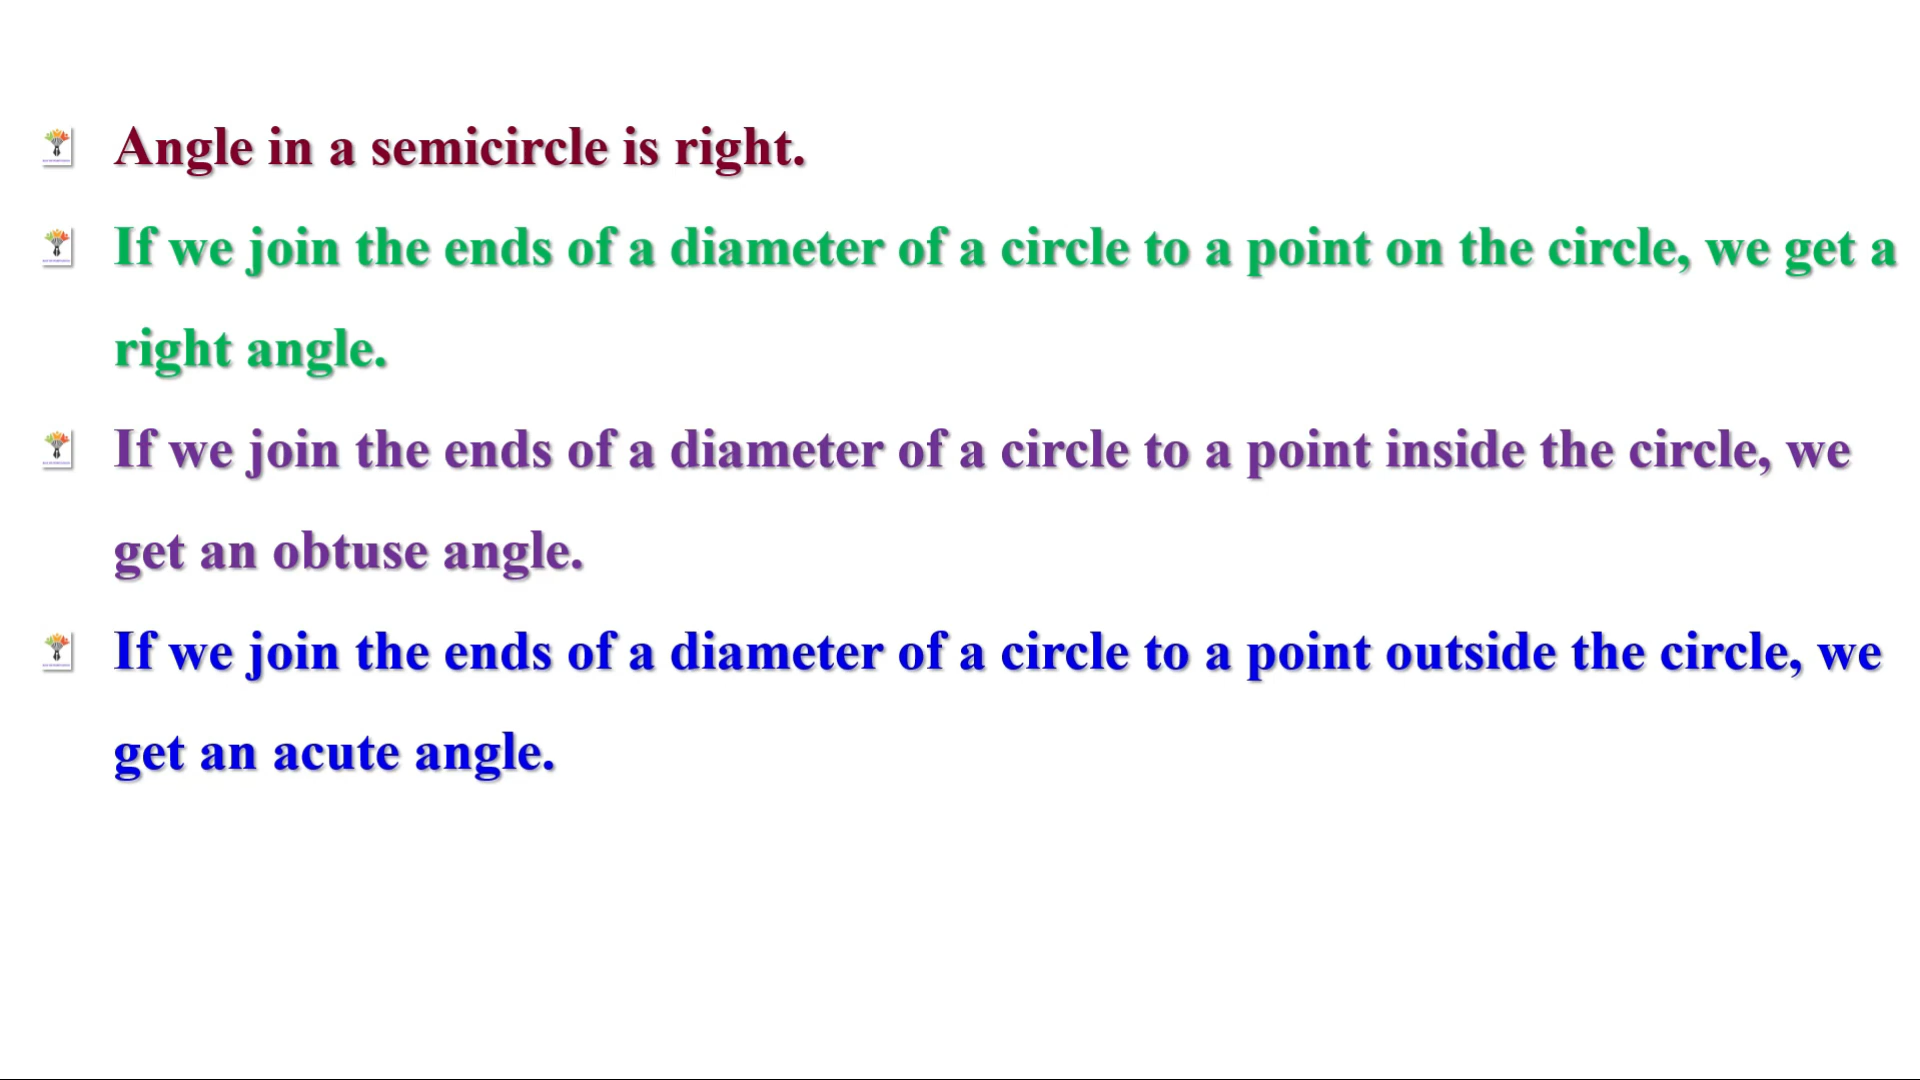 Angle in a semicircle is right.
If we join the ends of a diameter of a circle to a point on the circle, we get a
right angle.
If we join the ends of a diameter of a circle to a point inside the circle, we
get an obtuse angle.
If we join the ends of a diameter of a circle to a point outside the circle, we
get an acute angle.